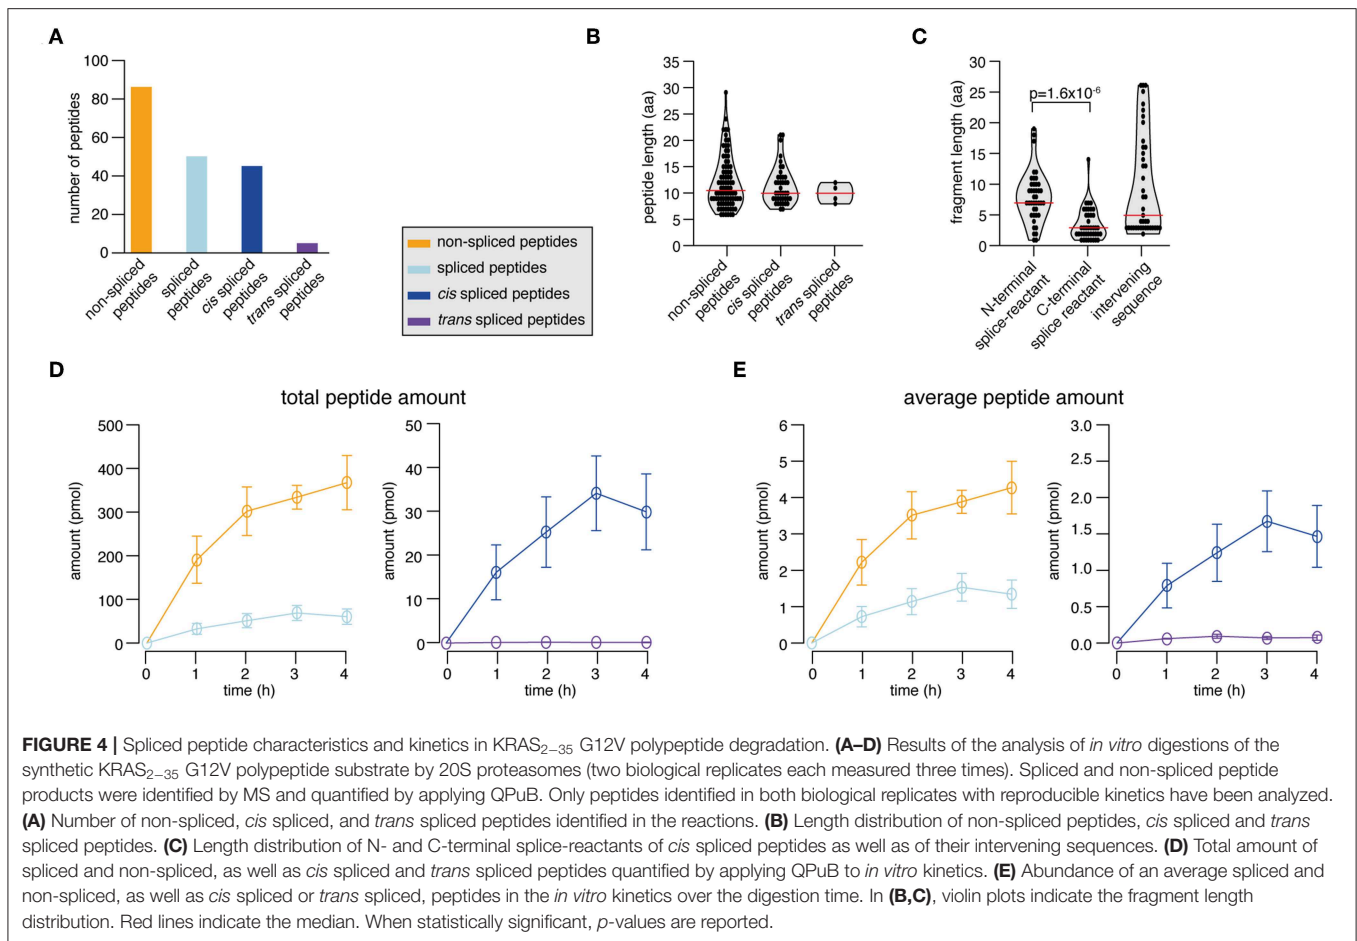 A
number of peptides
100
80
60
40
20
0
non-spliced
peptides
spliced
peptides
cis spliced
peptides
trans spliced
peptides
non-spliced peptides
spliced peptides
cis spliced peptides
trans spliced peptides
B
peptide length (aa)
35
30
25
20
15
10
5
0
non-spliced
peptides
cis spliced
peptides
trans spliced
peptides
C
fragment length (aa)
30
25
20
15
10
5
0
p=1.6x10⁻⁶
N-terminal
splice-reactant
C-terminal
splice reactant
intervening
sequence
D
total peptide amount
amount (pmol)
500
400
300
200
100
0
0 1 2 3 4
time (h)
amount (pmol)
50
40
30
20
10
0
0 1 2 3 4
time (h)
E
average peptide amount
amount (pmol)
6
5
4
3
2
1
0
0 1 2 3 4
time (h)
amount (pmol)
3.0
2.5
2.0
1.5
1.0
0.5
0.0
0 1 2 3 4
time (h)
FIGURE 4 | Spliced peptide characteristics and kinetics in KRAS₂₋₃₅ G12V polypeptide degradation. (A–D) Results of the analysis of in vitro digestions of the
synthetic KRAS₂₋₃₅ G12V polypeptide substrate by 20S proteasomes (two biological replicates each measured three times). Spliced and non-spliced peptide
products were identified by MS and quantified by applying QPuB. Only peptides identified in both biological replicates with reproducible kinetics have been analyzed.
(A) Number of non-spliced, cis spliced, and trans spliced peptides identified in the reactions. (B) Length distribution of non-spliced peptides, cis spliced and trans
spliced peptides. (C) Length distribution of N- and C-terminal splice-reactants of cis spliced peptides as well as of their intervening sequences. (D) Total amount of
spliced and non-spliced, as well as cis spliced and trans spliced peptides quantified by applying QPuB to in vitro kinetics. (E) Abundance of an average spliced and
non-spliced, as well as cis spliced or trans spliced, peptides in the in vitro kinetics over the digestion time. In (B,C), violin plots indicate the fragment length
distribution. Red lines indicate the median. When statistically significant, p-values are reported.